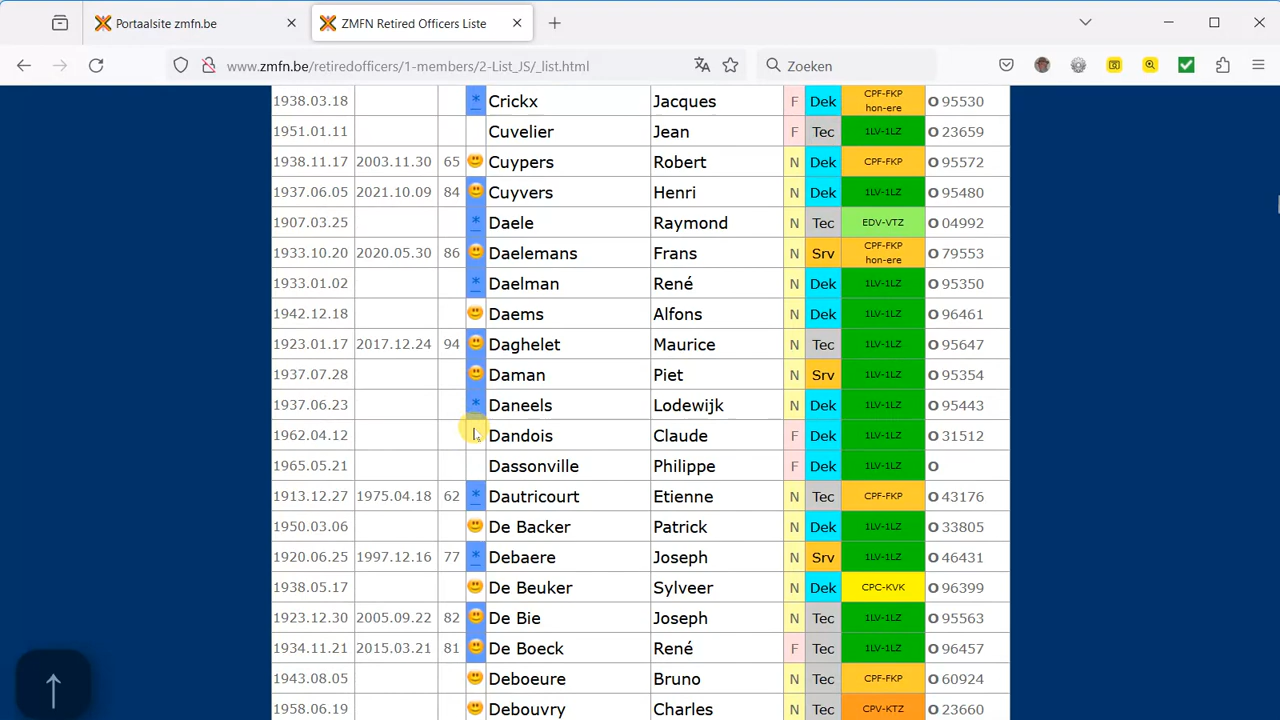 Portaalsite zmfn.be
ZMFN Retired Officers Liste
www.zmfn.be/retiredofficers/1-members/2-List_JS/_list.html
Zoeken
1938.03.18 * Crickx Jacques F Dek CPF-FKP hon-ere O 95530
1951.01.11 Cuvelier Jean F Tec 1LV-1LZ O 23659
1938.11.17 2003.11.30 65 Cuypers Robert N Dek CPF-FKP O 95572
1937.06.05 2021.10.09 84 Cuyvers Henri N Dek 1LV-1LZ O 95480
1907.03.25 * Daele Raymond N Tec EDV-VTZ O 04992
1933.10.20 2020.05.30 86 Daelemans Frans N Srv CPF-FKP hon-ere O 79553
1933.01.02 * Daelman René N Dek 1LV-1LZ O 95350
1942.12.18 Daems Alfons N Dek 1LV-1LZ O 96461
1923.01.17 2017.12.24 94 Daghelet Maurice N Tec 1LV-1LZ O 95647
1937.07.28 Daman Piet N Srv 1LV-1LZ O 95354
1937.06.23 * Daneels Lodewijk N Dek 1LV-1LZ O 95443
1962.04.12 Dandois Claude F Dek 1LV-1LZ O 31512
1965.05.21 Dassonville Philippe F Dek 1LV-1LZ O
1913.12.27 1975.04.18 62 * Dautricourt Etienne N Tec CPF-FKP O 43176
1950.03.06 De Backer Patrick N Dek 1LV-1LZ O 33805
1920.06.25 1997.12.16 77 * Debaere Joseph N Srv 1LV-1LZ O 46431
1938.05.17 De Beuker Sylveer N Dek CPC-KVK O 96399
1923.12.30 2005.09.22 82 De Bie Joseph N Tec 1LV-1LZ O 95563
1934.11.21 2015.03.21 81 De Boeck René F Tec 1LV-1LZ O 96457
1943.08.05 Deboeure Bruno N Tec CPF-FKP O 60924
1958.06.19 Debouvry Charles N Tec CPV-KTZ O 23660